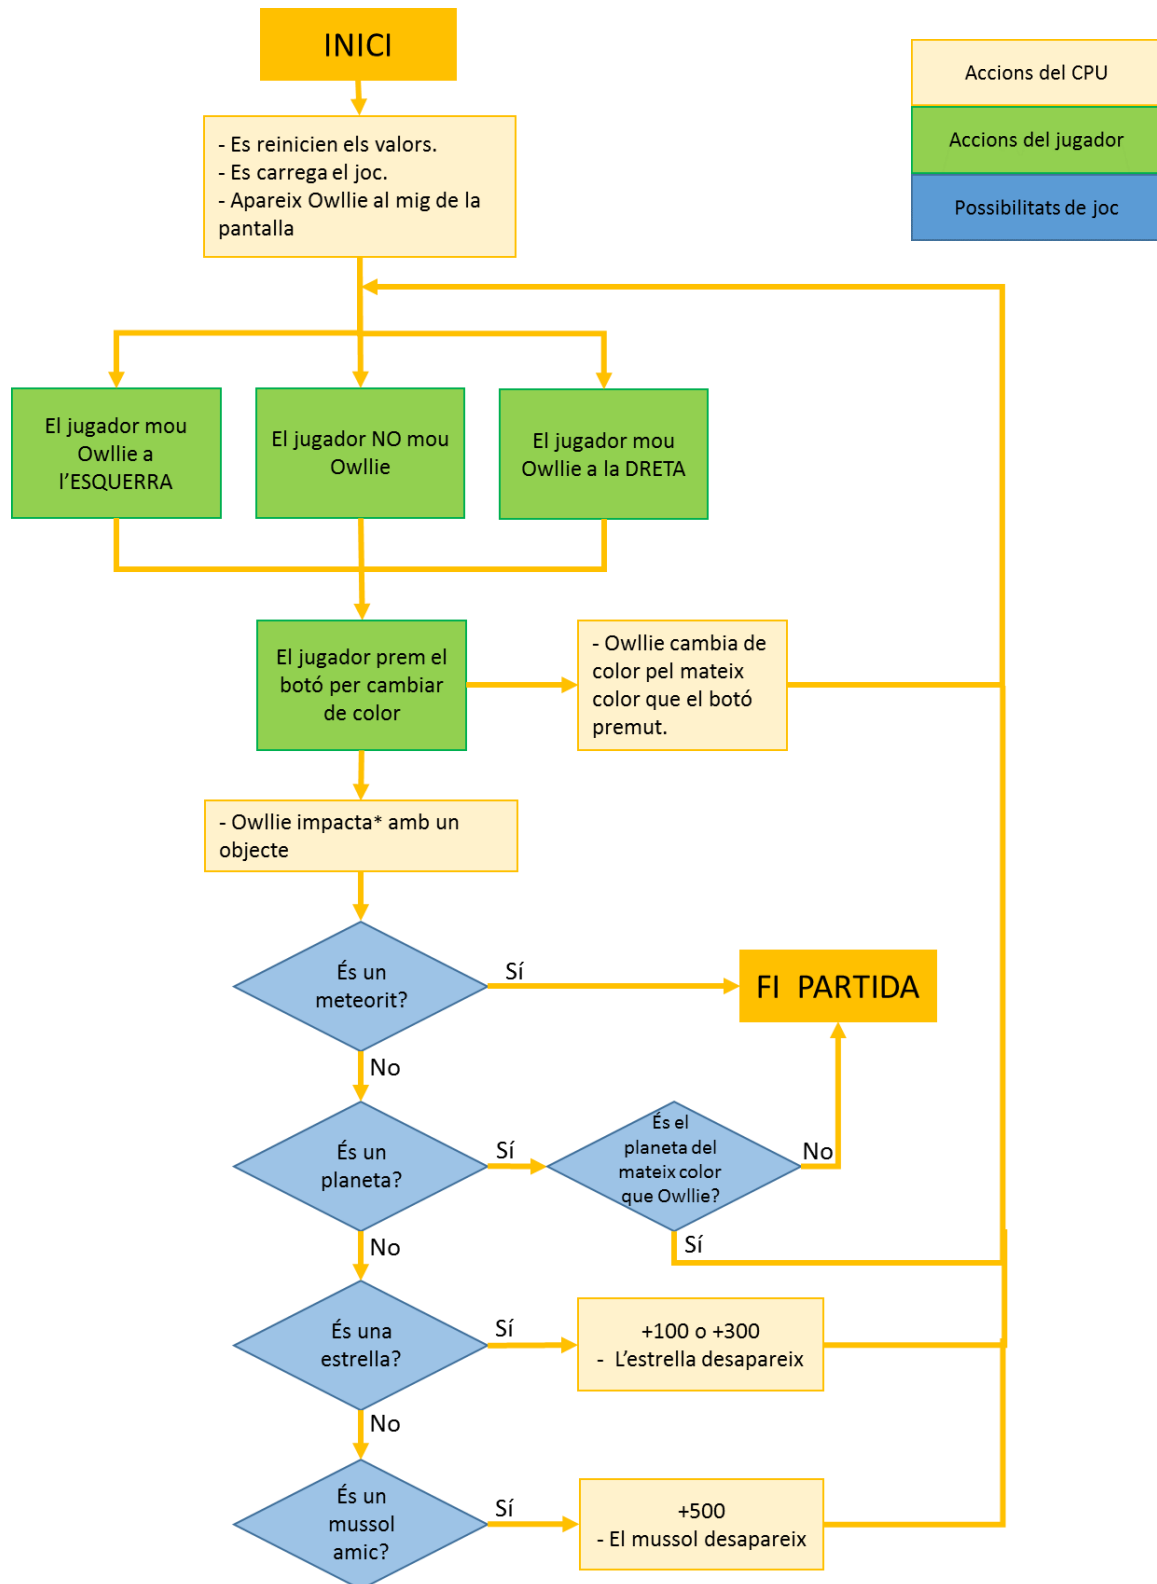 INICI
Accions del CPU
Accions del jugador
Possibilitats de joc
- Es reinicien els valors.
- Es carrega el joc.
- Apareix Owllie al mig de la
pantalla
El jugador mou
Owllie a
l'ESQUERRA
El jugador NO mou
Owllie
El jugador mou
Owllie a la DRETA
El jugador prem el
botó per cambiar
de color
- Owllie cambia de
color pel mateix
color que el botó
premut.
- Owllie impacta* amb un
objecte
És un
meteorit?
Sí
FI PARTIDA
No
És un
planeta?
Sí
És el
planeta del
mateix color
que Owllie?
No
Sí
No
És una
estrella?
Sí
+100 o +300
- L'estrella desapareix
No
És un
mussol
amic?
Sí
+500
- El mussol desapareix